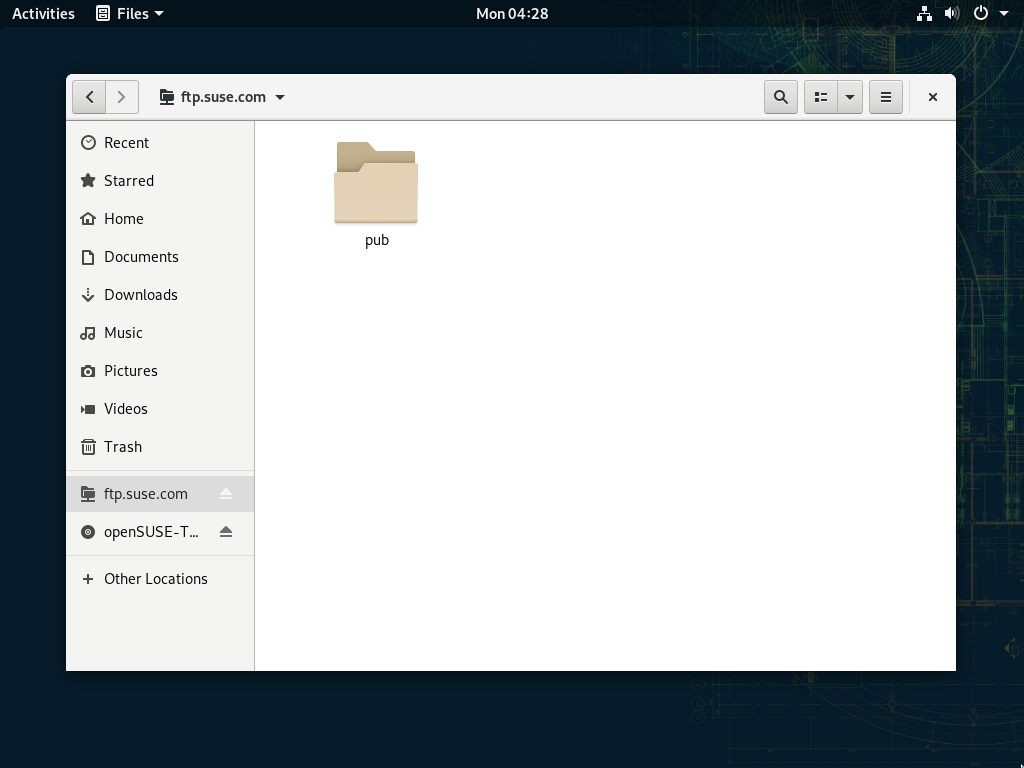 Activities Files Mon 04:28
ftp.suse.com
Recent
Starred
Home
Documents
Downloads
Music
Pictures
Videos
Trash
ftp.suse.com
openSUSE-T...
Other Locations
pub